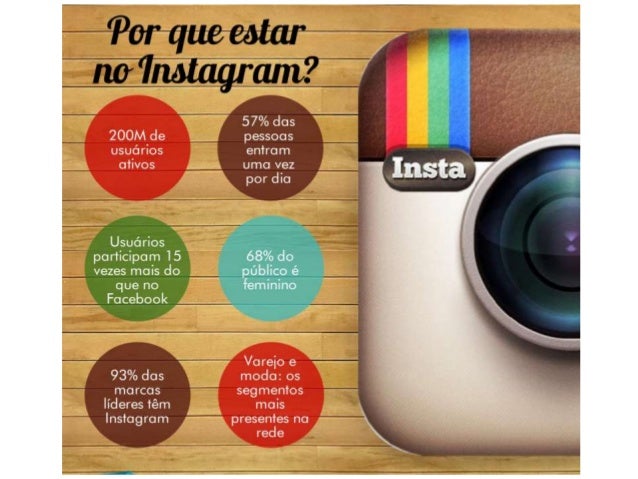 Por que estar
no Instagram?
200M de
usuários
ativos
57% das
pessoas
entram
uma vez
por dia
Usuários
participam 15
vezes mais do
que no
Facebook
68% do
público é
feminino
93% das
marcas
líderes têm
Instagram
Varejo e
moda: os
segmentos
mais
presentes na
rede
Insta